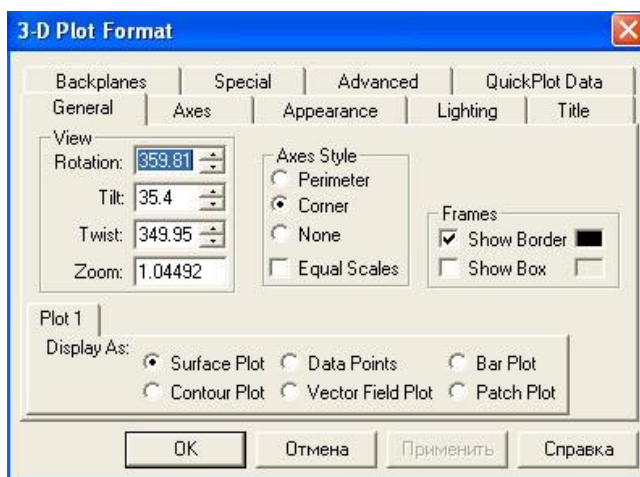 3-D Plot Format
Backplanes Special Advanced QuickPlot Data
General Axes Appearance Lighting Title
View
Rotation: 359.81
Tilt: 35.4
Twist: 349.95
Zoom: 1.04492
Axes Style
Perimeter
Corner
None
Equal Scales
Frames
Show Border
Show Box
Plot 1
Display As:
Surface Plot Data Points Bar Plot
Contour Plot Vector Field Plot Patch Plot
OK Отмена Применить Справка